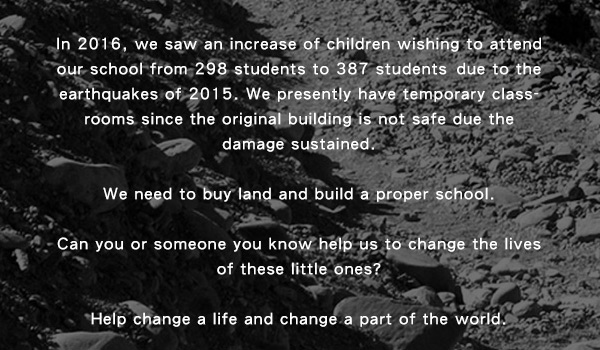 In 2016, we saw an increase of children wishing to attend
our school from 298 students to 387 students due to the
earthquakes of 2015. We presently have temporary class-
rooms since the original building is not safe due the
damage sustained.
We need to buy land and build a proper school.
Can you or someone you know help us to change the lives
of these little ones?
Help change a life and change a part of the world.